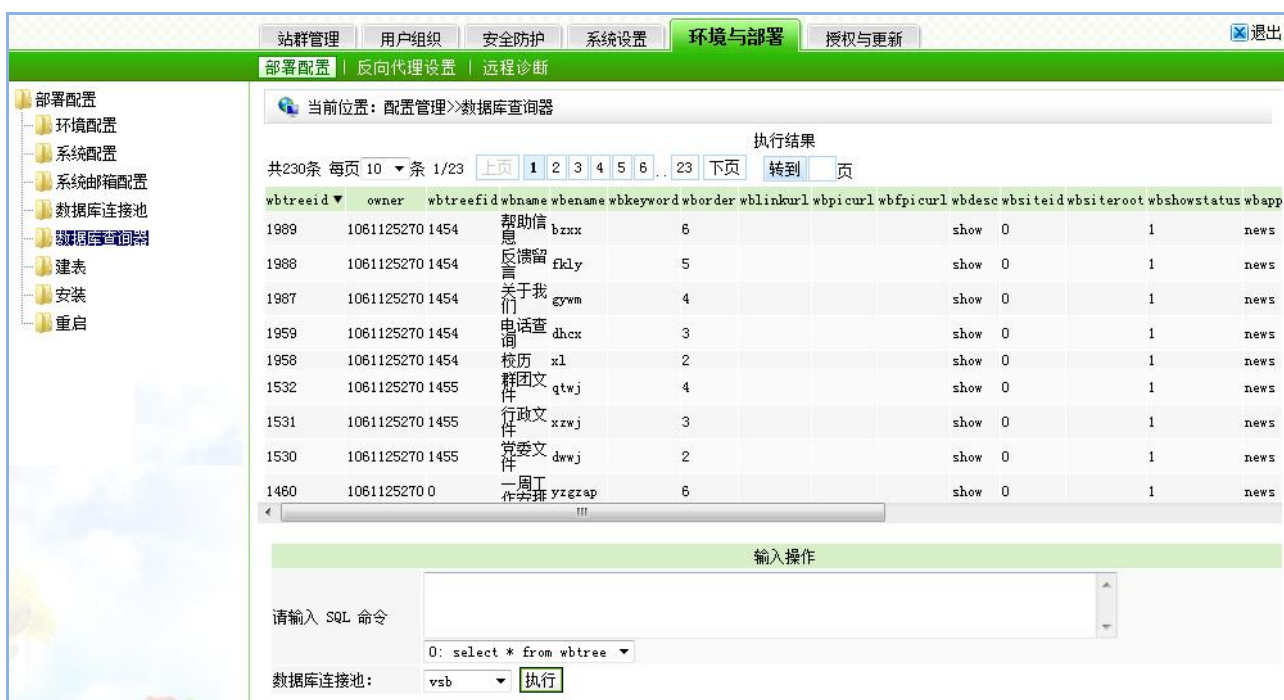 站群管理 用户组织 安全防护 系统设置 环境与部署 授权与更新 退出
部署配置 | 反向代理设置 | 远程诊断
部署配置
环境配置
系统配置
系统邮箱配置
数据库连接池
数据库查询器
建表
安装
重启
当前位置：配置管理>>数据库查询器
执行结果
共230条 每页 10 条 1/23 上页 1 2 3 4 5 6 .. 23 下页 转到 页
wbtreeid▼ owner wbtreefid wbname wbename wbkeyword wborder wblinkurl wbpicurl wbfpicurl wbdesc wbsiteid wbsiteroot wbshowstatus wbapp
1989 1061125270 1454 帮助信息 bzxx 6 show 0 1 news
1988 1061125270 1454 反馈留言 fkly 5 show 0 1 news
1987 1061125270 1454 关于我们 gywm 4 show 0 1 news
1959 1061125270 1454 电话查询 dhcx 3 show 0 1 news
1958 1061125270 1454 校历 xl 2 show 0 1 news
1532 1061125270 1455 群团文件 qtwj 4 show 0 1 news
1531 1061125270 1455 行政文件 xzwj 3 show 0 1 news
1530 1061125270 1455 党委文件 dwwj 2 show 0 1 news
1460 1061125270 0 一周工作安排 yzgzap 6 show 0 1 news
输入操作
请输入 SQL 命令
0: select * from wbtree
数据库连接池： vsb 执行